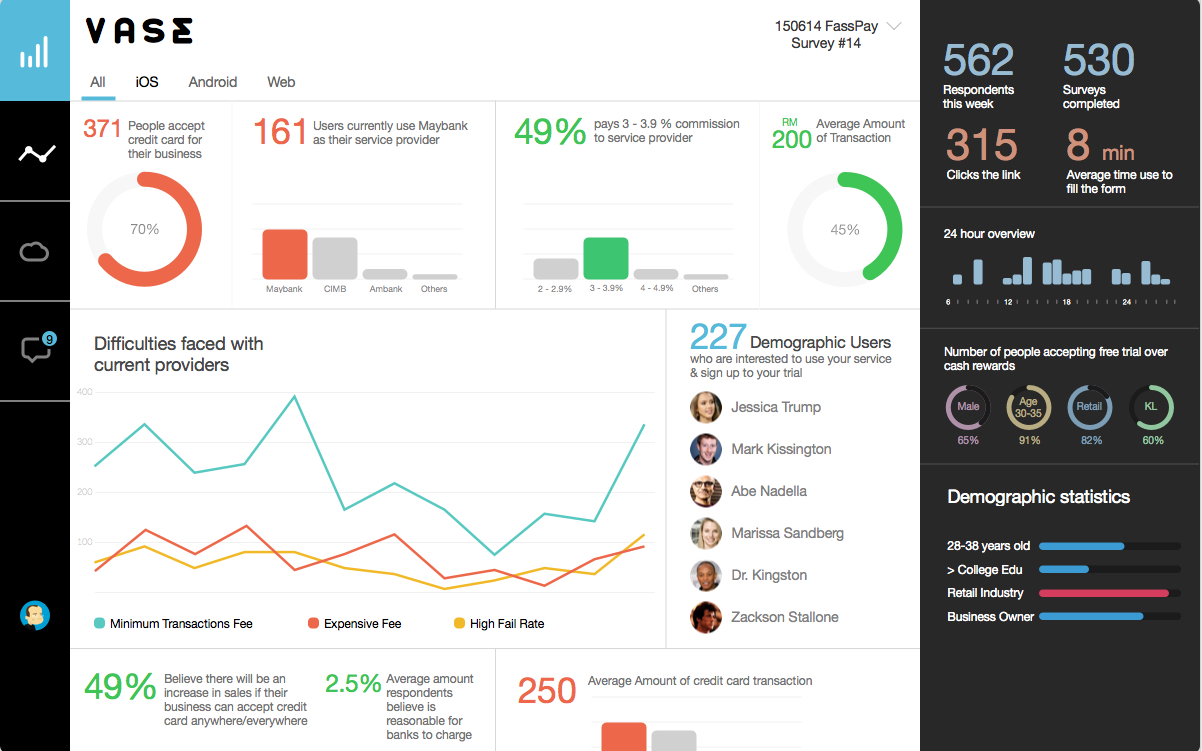 VASE
150614 FassPay
Survey #14
All
iOS
Android
Web
371
People accept
credit card for
their business
70%
161
Users currently use Maybank
as their service provider
Maybank
CIMB
Ambank
Others
49%
pays 3 - 3.9 % commission
to service provider
2 - 2.9%
3 - 3.9%
4 - 4.9%
Others
RM
200
Average Amount
of Transaction
45%
9
Difficulties faced with
current providers
400
300
200
100
Minimum Transactions Fee
Expensive Fee
High Fail Rate
227 Demographic Users
who are interested to use your service
& sign up to your trial
Jessica Trump
Mark Kissington
Abe Nadella
Marissa Sandberg
Dr. Kingston
Zackson Stallone
49%
Believe there will be an
increase in sales if their
business can accept credit
card anywhere/everywhere
2.5%
Average amount
respondents
believe is
reasonable for
banks to charge
250
Average Amount of credit card transaction
562
Respondents
this week
530
Surveys
completed
315
Clicks the link
8 min
Average time use to
fill the form
24 hour overview
6
12
18
24
Number of people accepting free trial over
cash rewards
Male
65%
Age
30-35
91%
Retail
82%
KL
60%
Demographic statistics
28-38 years old
> College Edu
Retail Industry
Business Owner